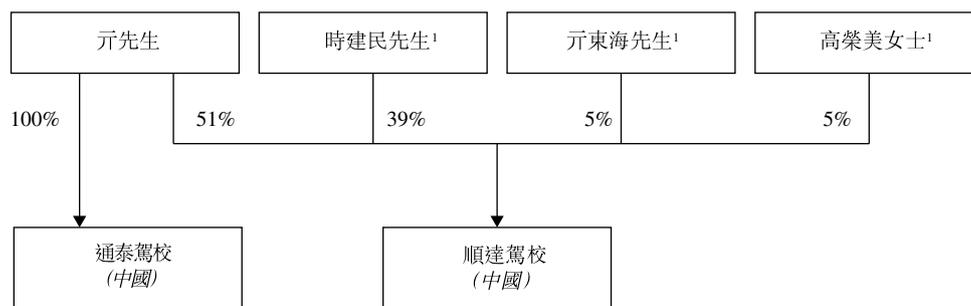 亓先生
時建民先生¹
亓東海先生¹
高榮美女士¹
100%
51%
39%
5%
5%
通泰駕校
(中國)
順達駕校
(中國)